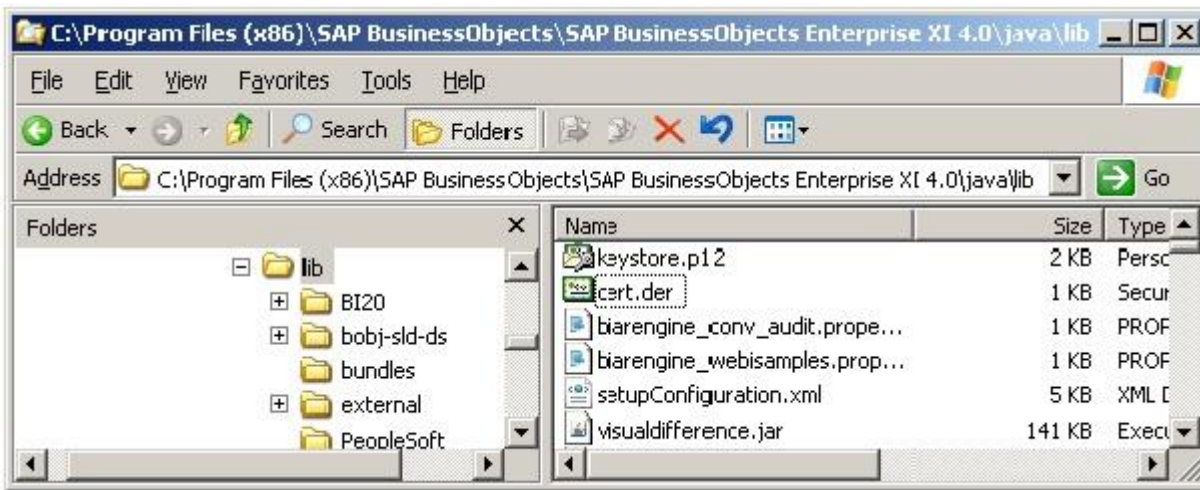 C:\Program Files (x86)\SAP BusinessObjects\SAP BusinessObjects Enterprise XI 4.0\java\lib
File Edit View Favorites Tools Help
Back Search Folders
Address C:\Program Files (x86)\SAP BusinessObjects\SAP BusinessObjects Enterprise XI 4.0\java\lib Go
Folders Name Size Type
keystore.p12 2 KB Perso
lib
cert.der 1 KB Secur
BI20
biarengine_conv_audit.prope... 1 KB PROF
bobj-sld-ds
biarengine_webisamples.prop... 1 KB PROF
bundles
setupConfiguration.xml 5 KB XML D
external
visualdifference.jar 141 KB Execu
PeopleSoft